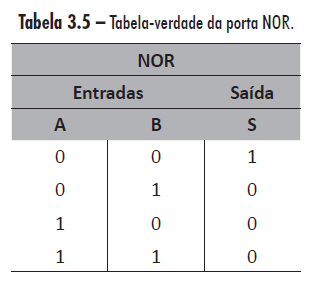 Tabela 3.5 – Tabela-verdade da porta NOR.
NOR
Entradas Saída
A B S
0 0 1
0 1 0
1 0 0
1 1 0